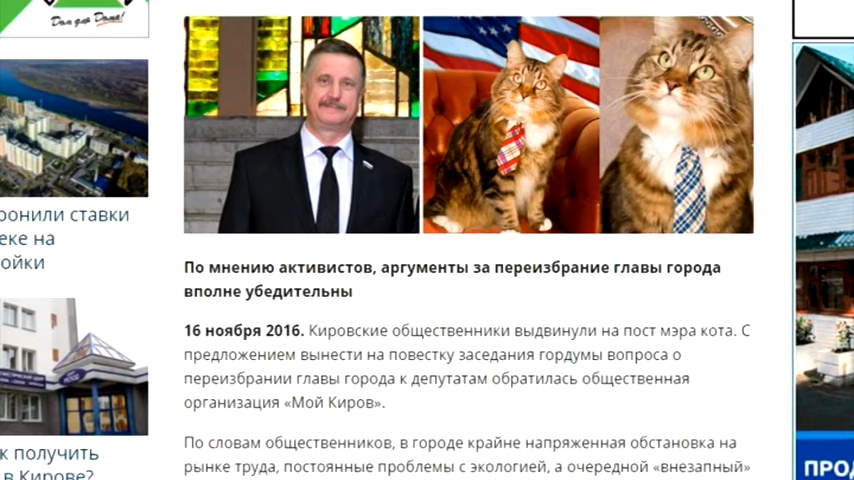 Дом для Дома!
ронили ставки
еке на
ойки
к получить
в Кирове?
По мнению активистов, аргументы за переизбрание главы города
вполне убедительны
16 ноября 2016. Кировские общественники выдвинули на пост мэра кота. С
предложением вынести на повестку заседания гордумы вопроса о
переизбрании главы города к депутатам обратилась общественная
организация «Мой Киров».
По словам общественников, в городе крайне напряженная обстановка на
рынке труда, постоянные проблемы с экологией, а очередной «внезапный»
ПРОД